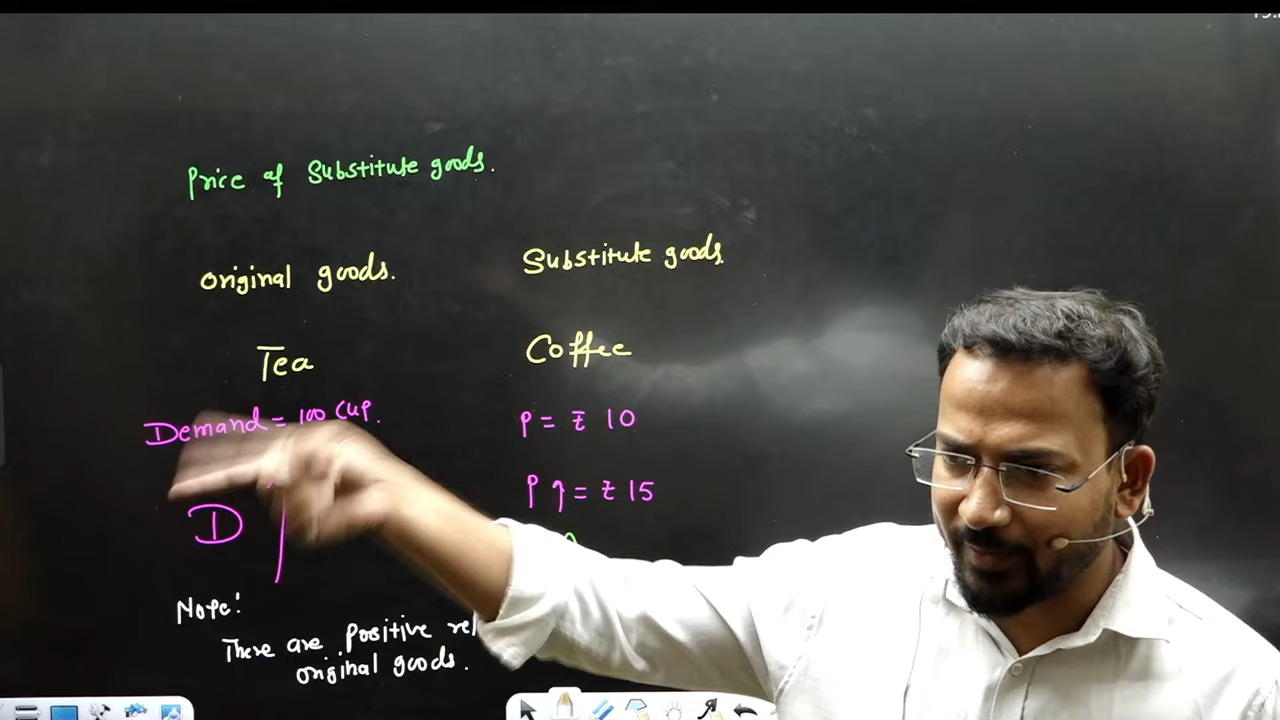 Price of Substitute goods.
Original goods.
Substitute goods
Tea
Coffee
Demand = 100 Cup.
P = ₹ 10
P ↑ = ₹ 15
D ↑
Note:
There are positive rel
original goods.